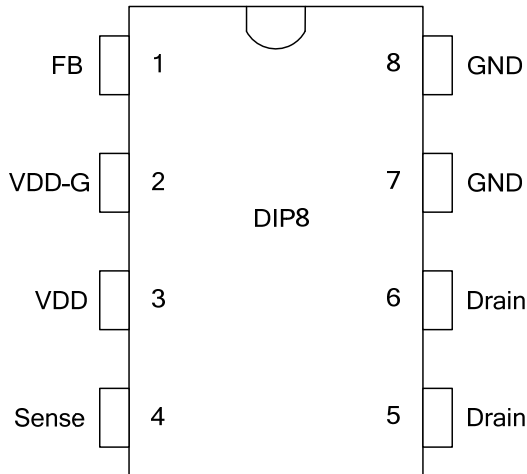 FB 1 8 GND
VDD-G 2 7 GND
DIP8
VDD 3 6 Drain
Sense 4 5 Drain